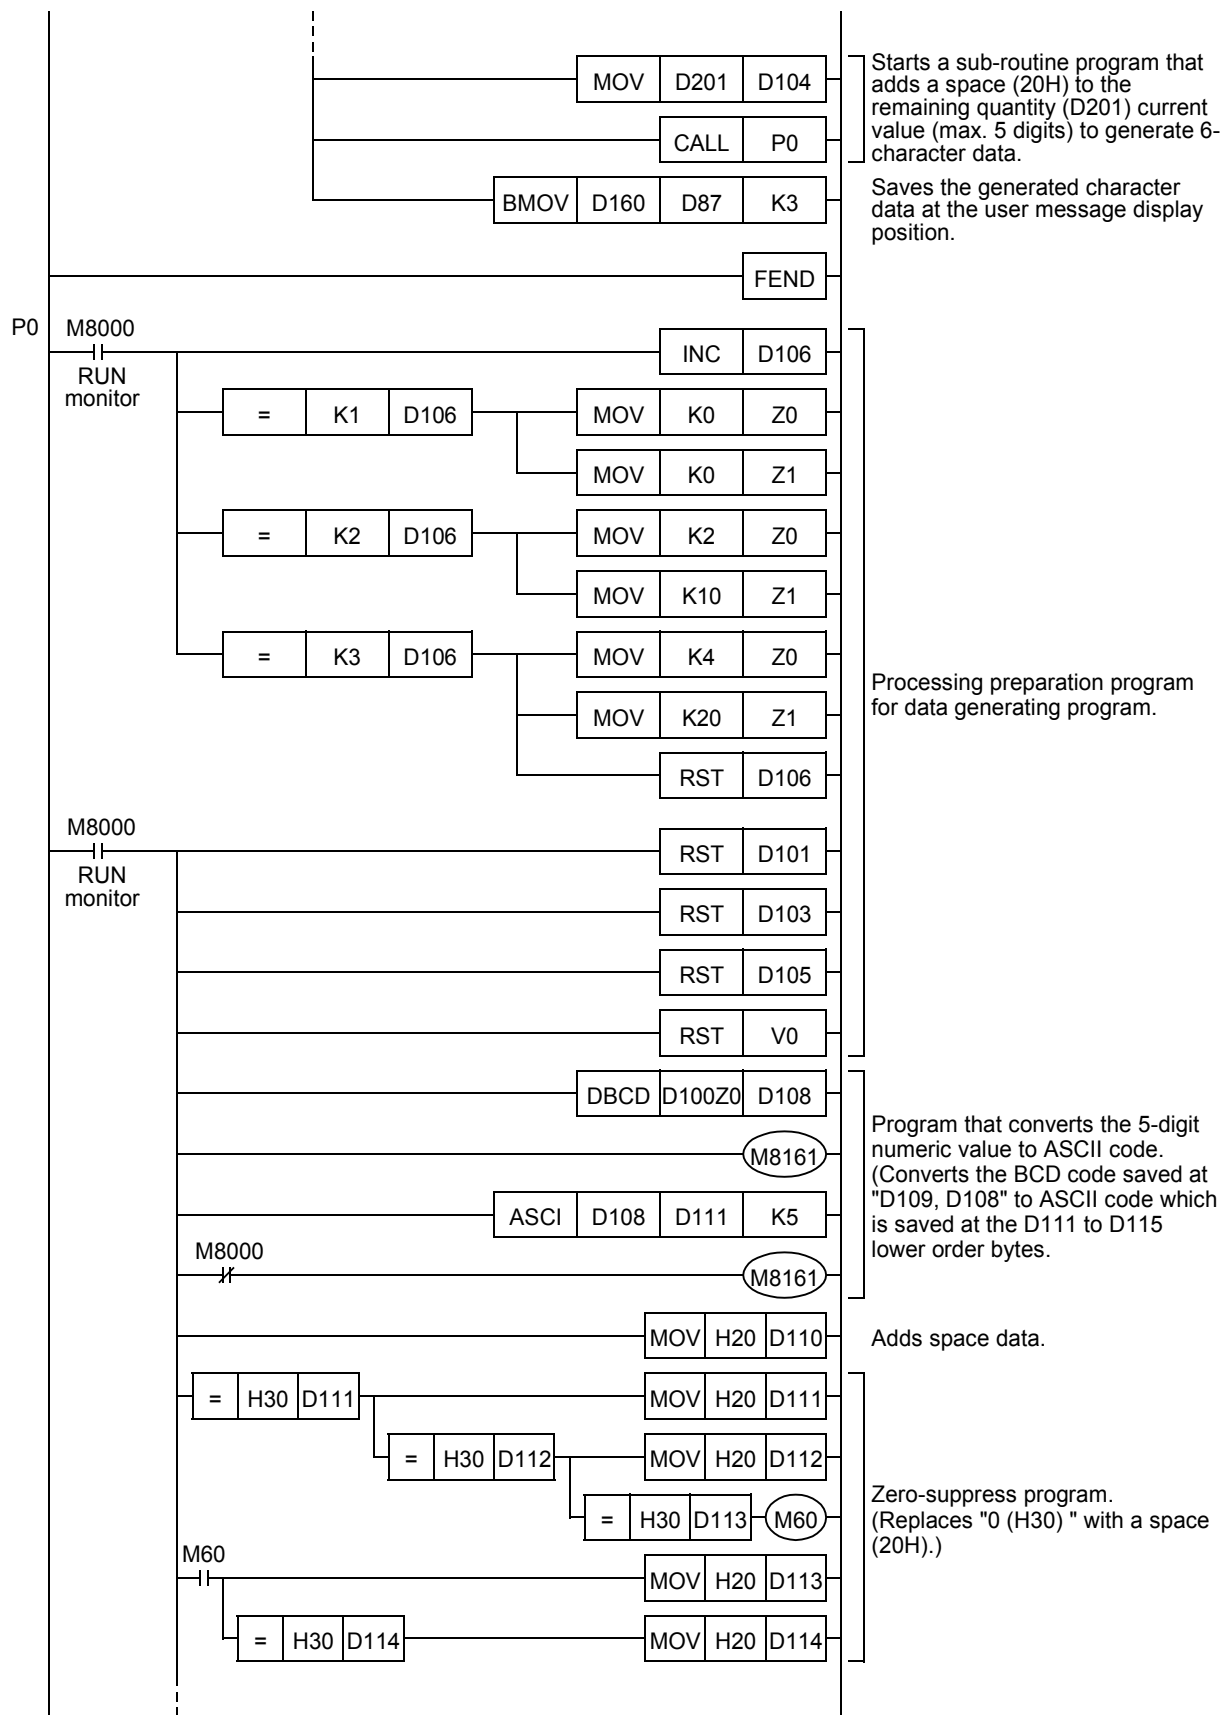 MOV D201 D104
Starts a sub-routine program that
adds a space (20H) to the
remaining quantity (D201) current
value (max. 5 digits) to generate 6-
character data.
CALL P0
BMOV D160 D87 K3
Saves the generated character
data at the user message display
position.
FEND
P0 M8000
RUN
monitor
INC D106
= K1 D106 MOV K0 Z0
MOV K0 Z1
= K2 D106 MOV K2 Z0
MOV K10 Z1
= K3 D106 MOV K4 Z0
MOV K20 Z1
RST D106
Processing preparation program
for data generating program.
M8000
RUN
monitor
RST D101
RST D103
RST D105
RST V0
DBCD D100Z0 D108
M8161
ASCI D108 D111 K5
M8000
M8161
Program that converts the 5-digit
numeric value to ASCII code.
(Converts the BCD code saved at
"D109, D108" to ASCII code which
is saved at the D111 to D115
lower order bytes.
MOV H20 D110
Adds space data.
= H30 D111 MOV H20 D111
= H30 D112 MOV H20 D112
= H30 D113 M60
M60
MOV H20 D113
= H30 D114 MOV H20 D114
Zero-suppress program.
(Replaces "0 (H30) " with a space
(20H).)